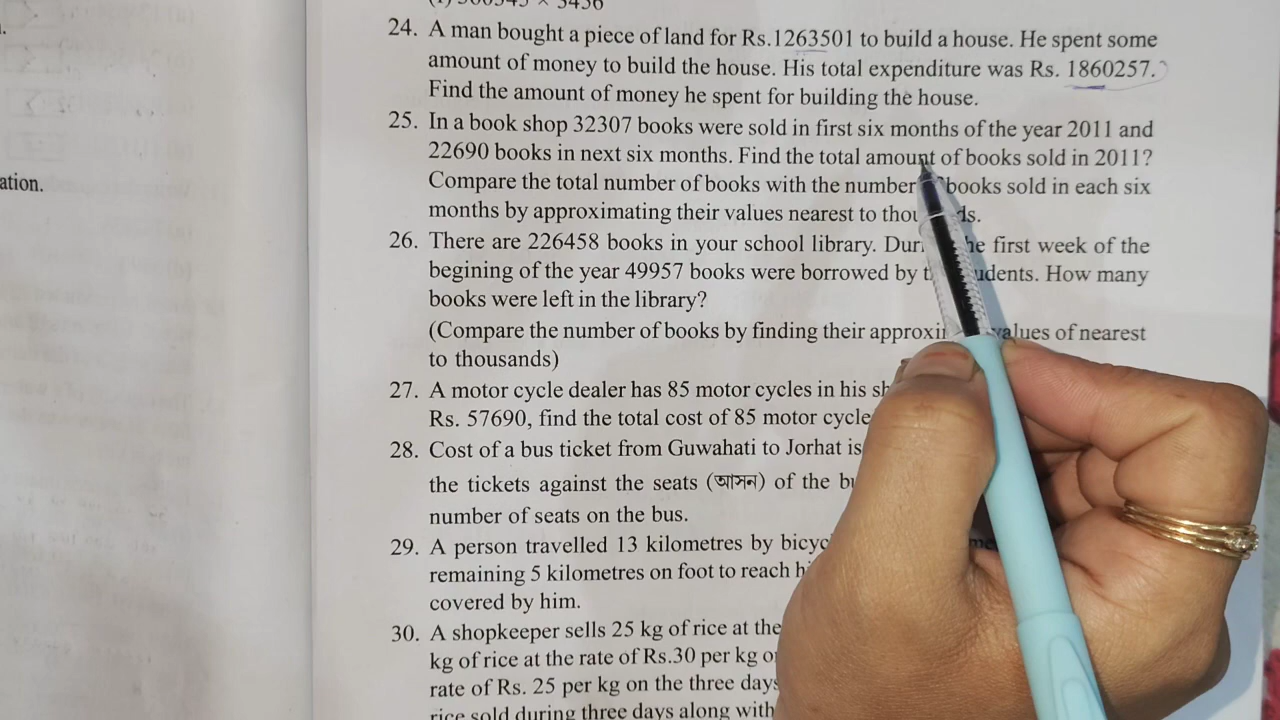 (1) 500545 × 3456
24. A man bought a piece of land for Rs.1263501 to build a house. He spent some
amount of money to build the house. His total expenditure was Rs. 1860257.
Find the amount of money he spent for building the house.
25. In a book shop 32307 books were sold in first six months of the year 2011 and
22690 books in next six months. Find the total amount of books sold in 2011?
Compare the total number of books with the number books sold in each six
months by approximating their values nearest to
ation.
26. There are 226458 books in your school library. first week of the
begining of the year 49957 books were borrowed by How many
books were left in the library?
(Compare the number of books by finding their values of nearest
to thousands)
27. A motor cycle dealer has 85 motor cycles in his
Rs. 57690, find the total cost of 85 motor
28. Cost of a bus ticket from Guwahati to Jorhat is
the tickets against the seats (আসন) of the
number of seats on the bus.
29. A person travelled 13 kilometres by
remaining 5 kilometres on foot to reach
covered by him.
30. A shopkeeper sells 25 kg of rice at the
kg of rice at the rate of Rs.30 per kg
rate of Rs. 25 per kg on the three days
rice sold during three days along with